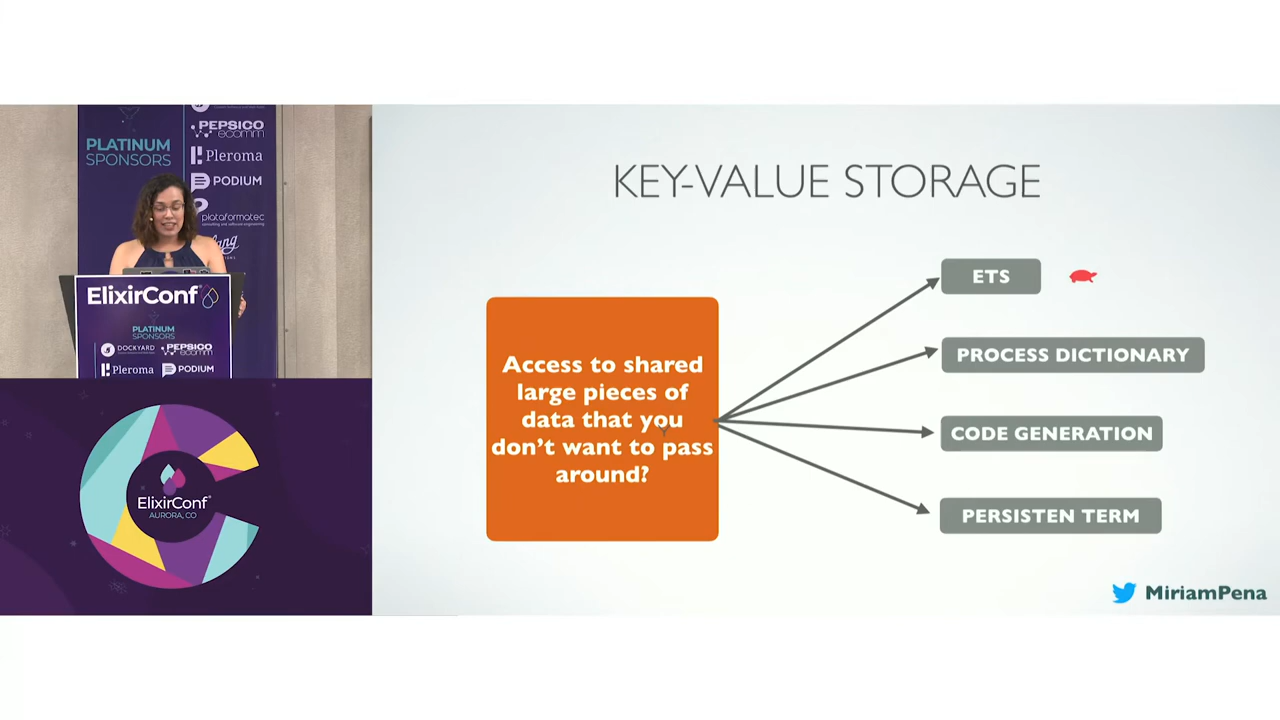 PLATINUM
SPONSORS
PEPSICO
ecomm
Pleroma
PODIUM
plataformatec
ElixirConf
PLATINUM
SPONSORS
DOCKYARD
PEPSICO
ecomm
Pleroma
PODIUM
ElixirConf
AURORA, CO
KEY-VALUE STORAGE
Access to shared
large pieces of
data that you
don't want to pass
around?
ETS
PROCESS DICTIONARY
CODE GENERATION
PERSISTEN TERM
MiriamPena